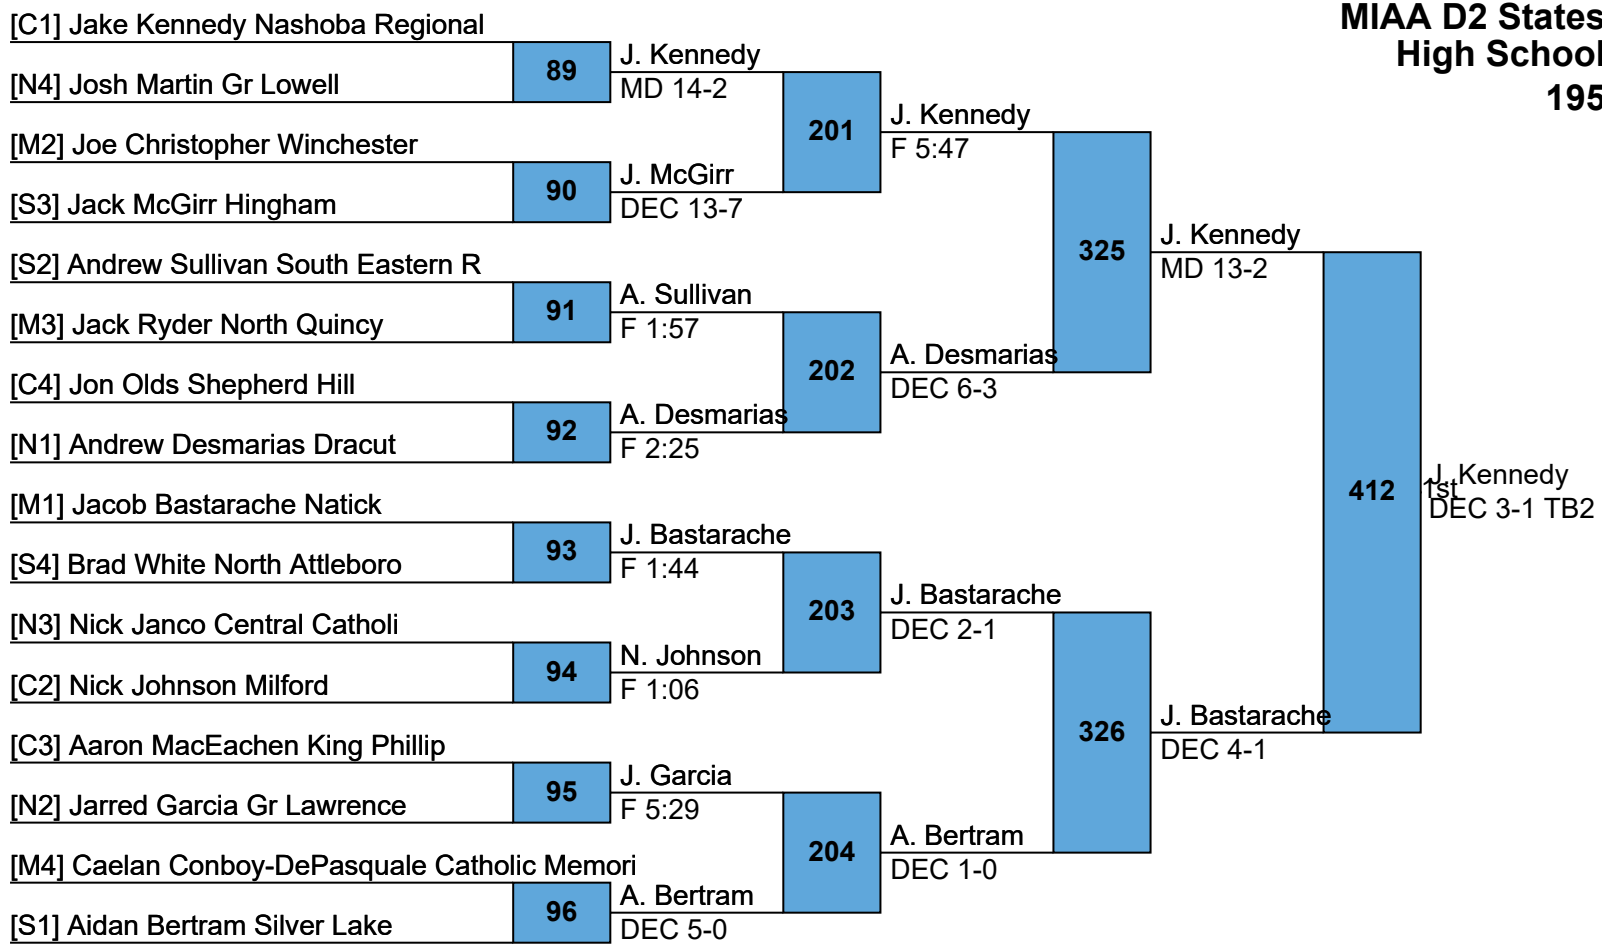 MIAA D2 States
High School
195
[C1] Jake Kennedy Nashoba Regional
[N4] Josh Martin Gr Lowell
[M2] Joe Christopher Winchester
[S3] Jack McGirr Hingham
[S2] Andrew Sullivan South Eastern R
[M3] Jack Ryder North Quincy
[C4] Jon Olds Shepherd Hill
[N1] Andrew Desmarias Dracut
[M1] Jacob Bastarache Natick
[S4] Brad White North Attleboro
[N3] Nick Janco Central Catholi
[C2] Nick Johnson Milford
[C3] Aaron MacEachen King Phillip
[N2] Jarred Garcia Gr Lawrence
[M4] Caelan Conboy-DePasquale Catholic Memori
[S1] Aidan Bertram Silver Lake
89
90
91
92
93
94
95
96
J. Kennedy
MD 14-2
J. McGirr
DEC 13-7
A. Sullivan
F 1:57
A. Desmarias
F 2:25
J. Bastarache
F 1:44
N. Johnson
F 1:06
J. Garcia
F 5:29
A. Bertram
DEC 5-0
201
202
203
204
J. Kennedy
F 5:47
A. Desmarias
DEC 6-3
J. Bastarache
DEC 2-1
A. Bertram
DEC 1-0
325
326
J. Kennedy
MD 13-2
J. Bastarache
DEC 4-1
412
J. Kennedy
1st
DEC 3-1 TB2